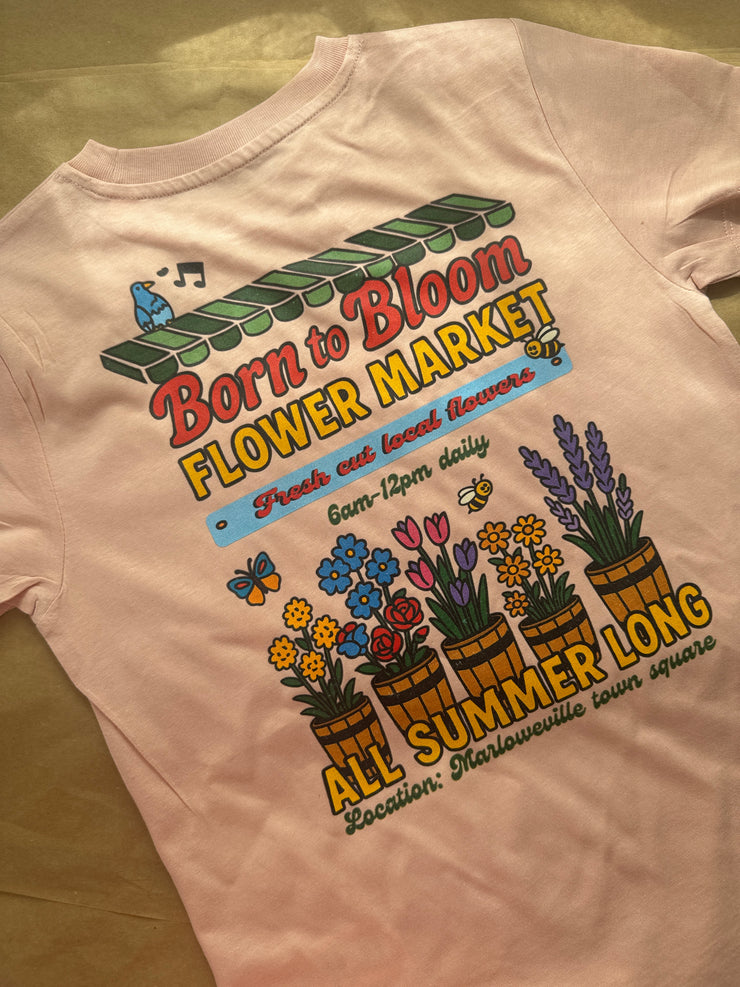 Born to Bloom
FLOWER MARKET
Fresh cut local flowers
6am-12pm daily
ALL SUMMER LONG
Location: Marloweville town square